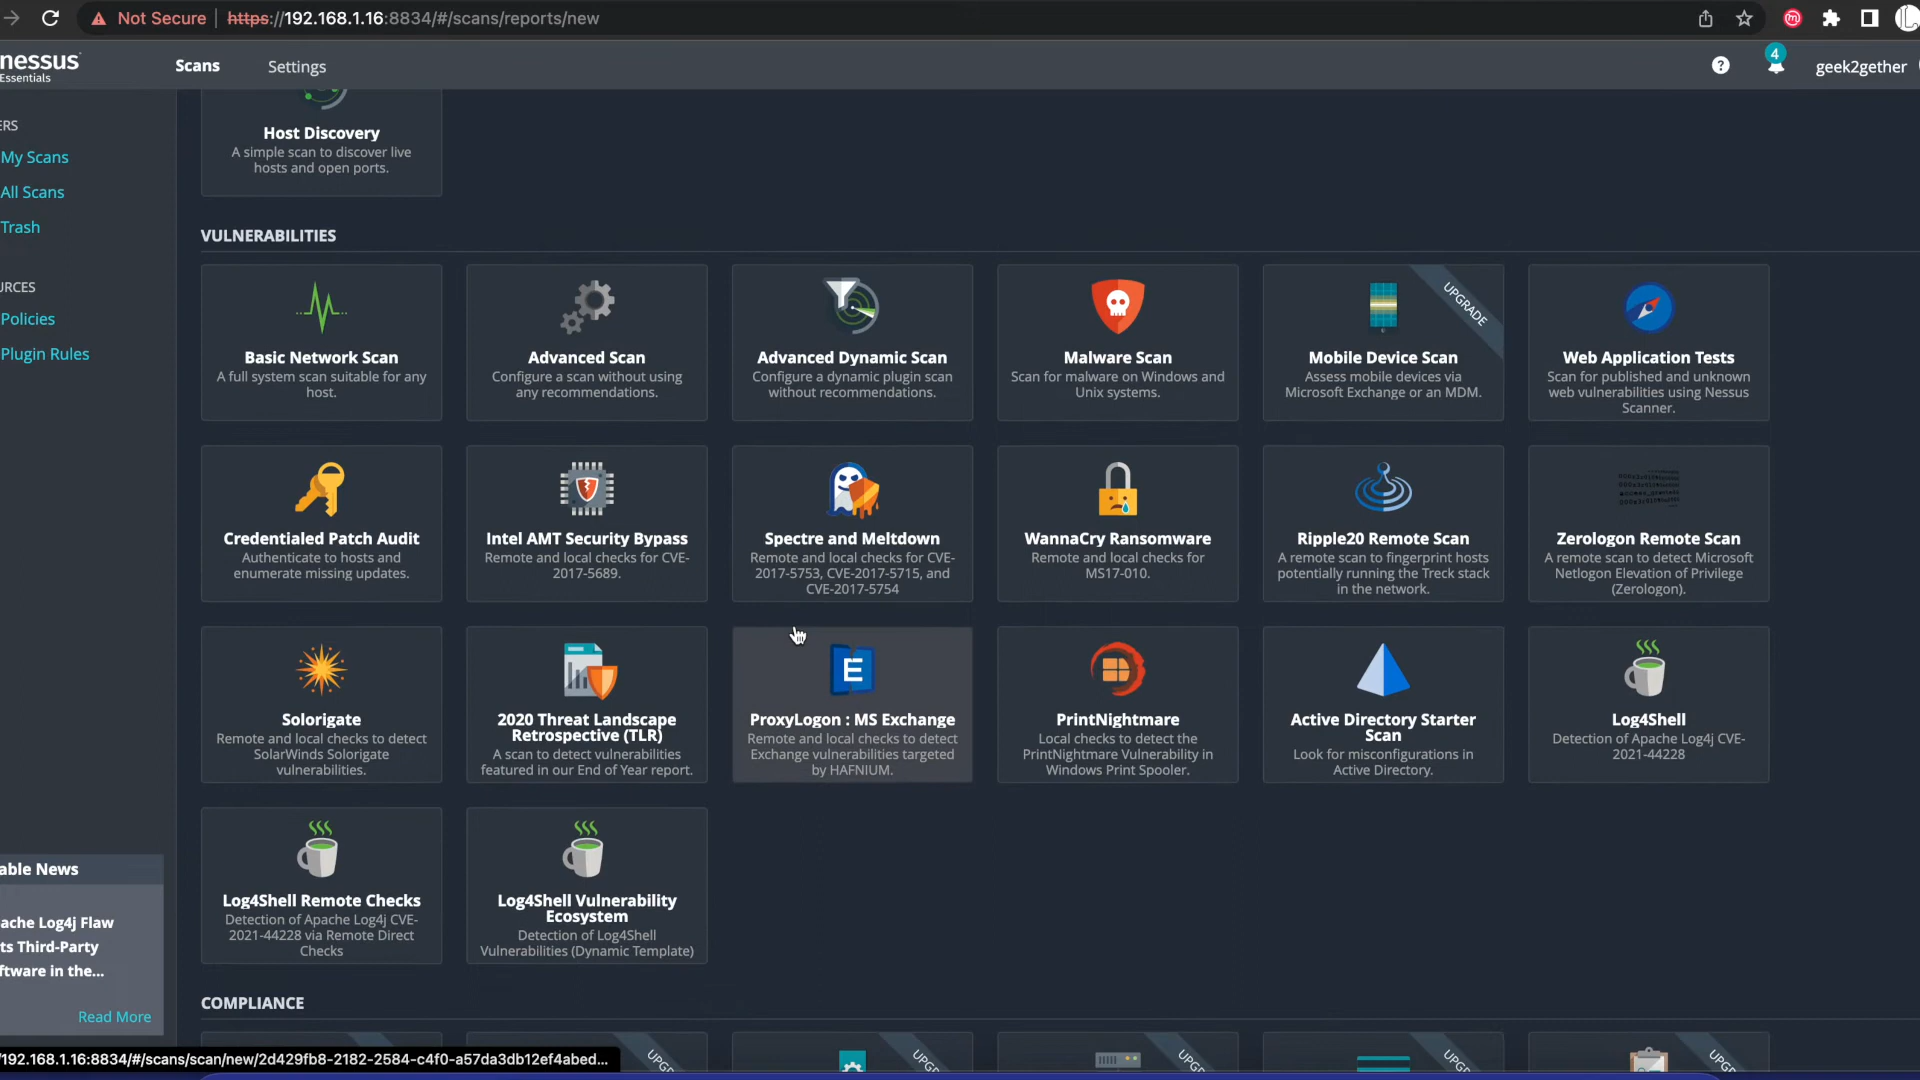 Not Secure | https://192.168.1.16:8834/#/scans/reports/new
nessus
Essentials
Scans
Settings
4
geek2gether
ERS
My Scans
All Scans
Trash
URCES
Policies
Plugin Rules
Host Discovery
A simple scan to discover live
hosts and open ports.
VULNERABILITIES
Basic Network Scan
A full system scan suitable for any
host.
Advanced Scan
Configure a scan without using
any recommendations.
Advanced Dynamic Scan
Configure a dynamic plugin scan
without recommendations.
Malware Scan
Scan for malware on Windows and
Unix systems.
UPGRADE
Mobile Device Scan
Assess mobile devices via
Microsoft Exchange or an MDM.
Web Application Tests
Scan for published and unknown
web vulnerabilities using Nessus
Scanner.
Credentialed Patch Audit
Authenticate to hosts and
enumerate missing updates.
Intel AMT Security Bypass
Remote and local checks for CVE-
2017-5689.
Spectre and Meltdown
Remote and local checks for CVE-
2017-5753, CVE-2017-5715, and
CVE-2017-5754
WannaCry Ransomware
Remote and local checks for
MS17-010.
Ripple20 Remote Scan
A remote scan to fingerprint hosts
potentially running the Treck stack
in the network.
Zerologon Remote Scan
A remote scan to detect Microsoft
Netlogon Elevation of Privilege
(Zerologon).
Solorigate
Remote and local checks to detect
SolarWinds Solorigate
vulnerabilities.
2020 Threat Landscape
Retrospective (TLR)
A scan to detect vulnerabilities
featured in our End of Year report.
E
ProxyLogon : MS Exchange
Remote and local checks to detect
Exchange vulnerabilities targeted
by HAFNIUM.
PrintNightmare
Local checks to detect the
PrintNightmare Vulnerability in
Windows Print Spooler.
Active Directory Starter
Scan
Look for misconfigurations in
Active Directory.
Log4Shell
Detection of Apache Log4j CVE-
2021-44228
Log4Shell Remote Checks
Detection of Apache Log4j CVE-
2021-44228 via Remote Direct
Checks
Log4Shell Vulnerability
Ecosystem
Detection of Log4Shell
Vulnerabilities (Dynamic Template)
able News
ache Log4j Flaw
ts Third-Party
ftware in the...
Read More
COMPLIANCE
UPG
UPG
UPG
UPG
UPG
/192.168.1.16:8834/#/scans/scan/new/2d429fb8-2182-2584-c4f0-a57da3db12ef4abed...